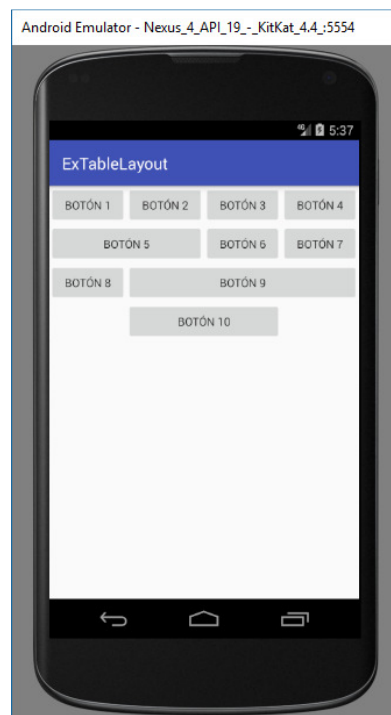 Android Emulator - Nexus_4_API_19_-_KitKat_4.4_:5554
4G 5:37
ExTableLayout
BOTÓN 1 BOTÓN 2 BOTÓN 3 BOTÓN 4
BOTÓN 5 BOTÓN 6 BOTÓN 7
BOTÓN 8 BOTÓN 9
BOTÓN 10